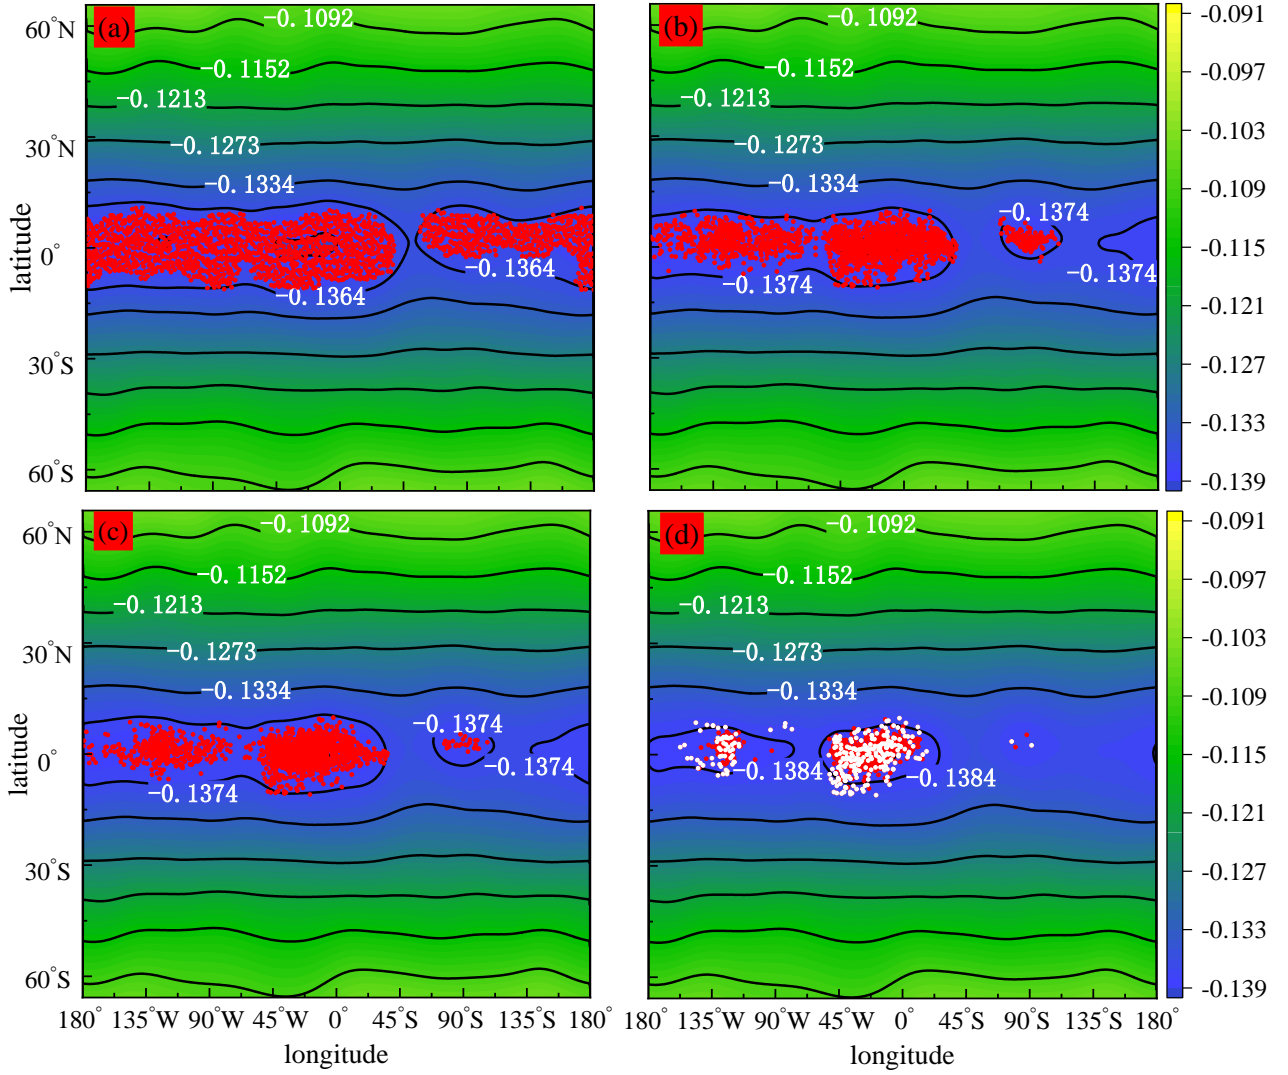 (a)
-0.1092
-0.1152
-0.1213
-0.1273
-0.1334
-0.1364
-0.1364
60°N
30°N
0°
30°S
60°S
latitude
(b)
-0.1092
-0.1152
-0.1213
-0.1273
-0.1334
-0.1374
-0.1374
-0.1374
-0.091
-0.097
-0.103
-0.109
-0.115
-0.121
-0.127
-0.133
-0.139
(c)
-0.1092
-0.1152
-0.1213
-0.1273
-0.1334
-0.1374
-0.1374
-0.1374
60°N
30°N
0°
30°S
60°S
latitude
180° 135°W 90°W 45°W 0° 45°S 90°S 135°S 180°
longitude
(d)
-0.1092
-0.1152
-0.1213
-0.1273
-0.1334
-0.1384
-0.1384
-0.091
-0.097
-0.103
-0.109
-0.115
-0.121
-0.127
-0.133
-0.139
180° 135°W 90°W 45°W 0° 45°S 90°S 135°S 180°
longitude